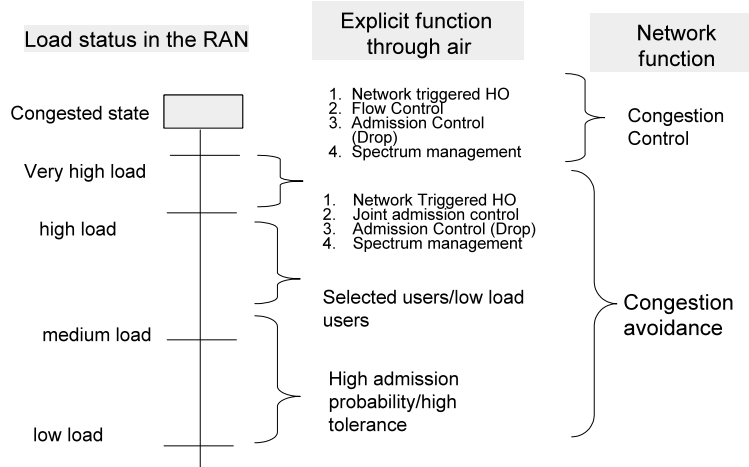 Load status in the RAN
Explicit function
through air
Network
function
Congested state
Very high load
high load
medium load
low load
1. Network triggered HO
2. Flow Control
3. Admission Control
(Drop)
4. Spectrum management
1. Network Triggered HO
2. Joint admission control
3. Admission Control (Drop)
4. Spectrum management
Selected users/low load
users
High admission
probability/high
tolerance
Congestion
Control
Congestion
avoidance